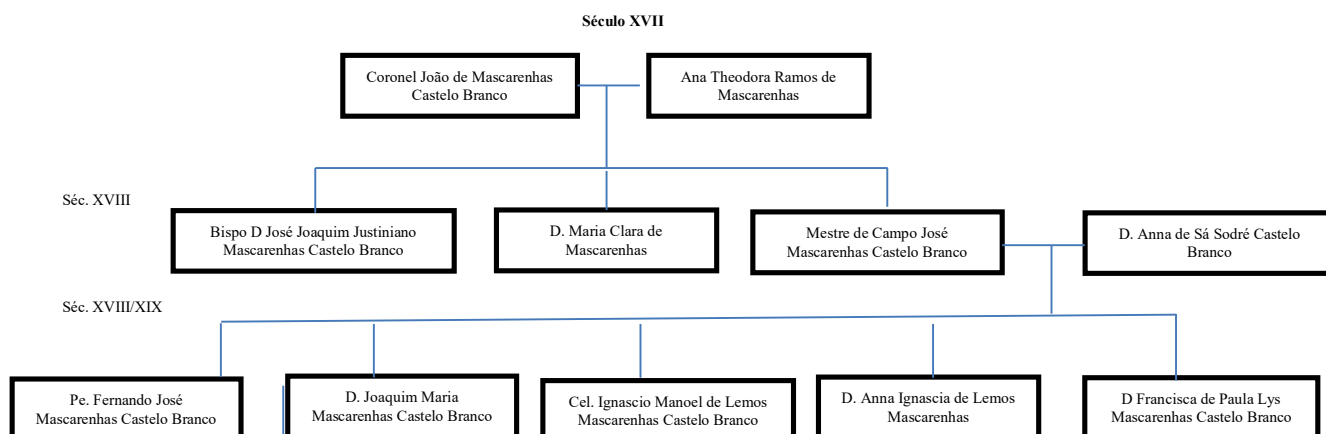 Século XVII
Coronel João de Mascarenhas
Castelo Branco
Ana Theodora Ramos de
Mascarenhas
Séc. XVIII
Bispo D José Joaquim Justiniano
Mascarenhas Castelo Branco
D. Maria Clara de
Mascarenhas
Mestre de Campo José
Mascarenhas Castelo Branco
D. Anna de Sá Sodré Castelo
Branco
Séc. XVIII/XIX
Pe. Fernando José
Mascarenhas Castelo Branco
D. Joaquim Maria
Mascarenhas Castelo Branco
Cel. Ignascio Manoel de Lemos
Mascarenhas Castelo Branco
D. Anna Ignascia de Lemos
Mascarenhas
D Francisca de Paula Lys
Mascarenhas Castelo Branco